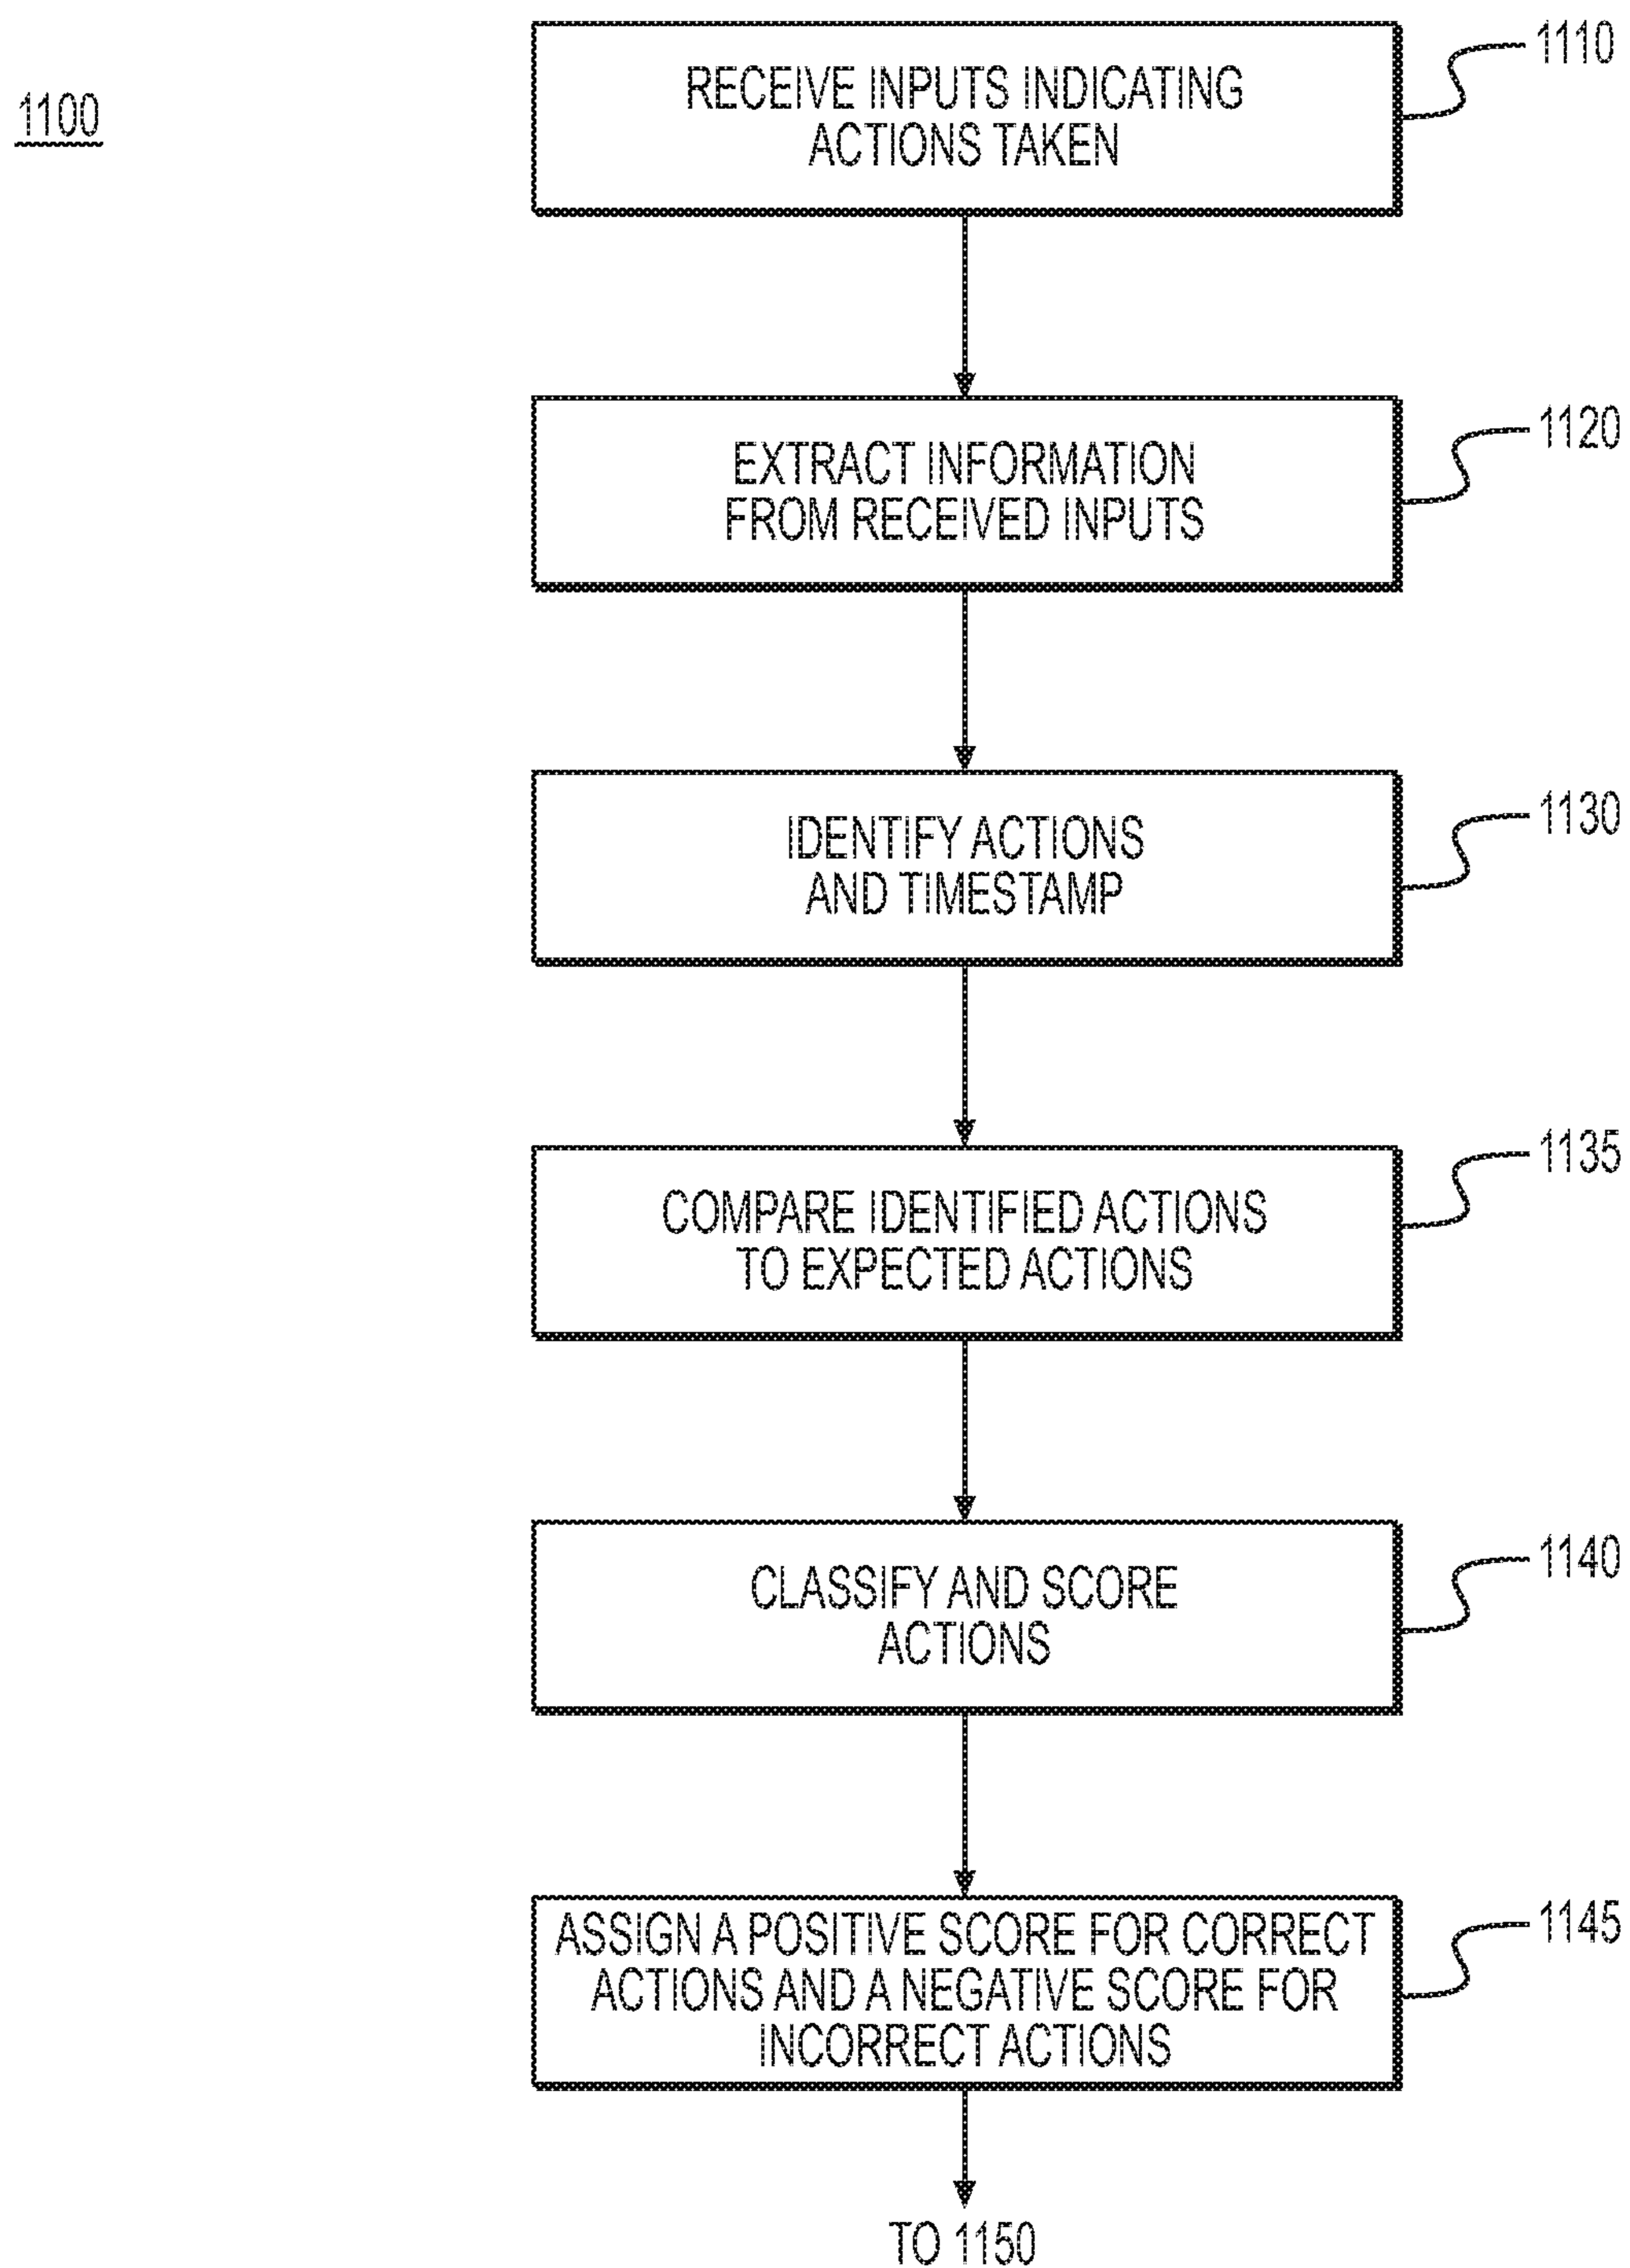 1100
RECEIVE INPUTS INDICATING
ACTIONS TAKEN
1110
EXTRACT INFORMATION
FROM RECEIVED INPUTS
1120
IDENTIFY ACTIONS
AND TIMESTAMP
1130
COMPARE IDENTIFIED ACTIONS
TO EXPECTED ACTIONS
1135
CLASSIFY AND SCORE
ACTIONS
1140
ASSIGN A POSITIVE SCORE FOR CORRECT
ACTIONS AND A NEGATIVE SCORE FOR
INCORRECT ACTIONS
1145
TO 1150